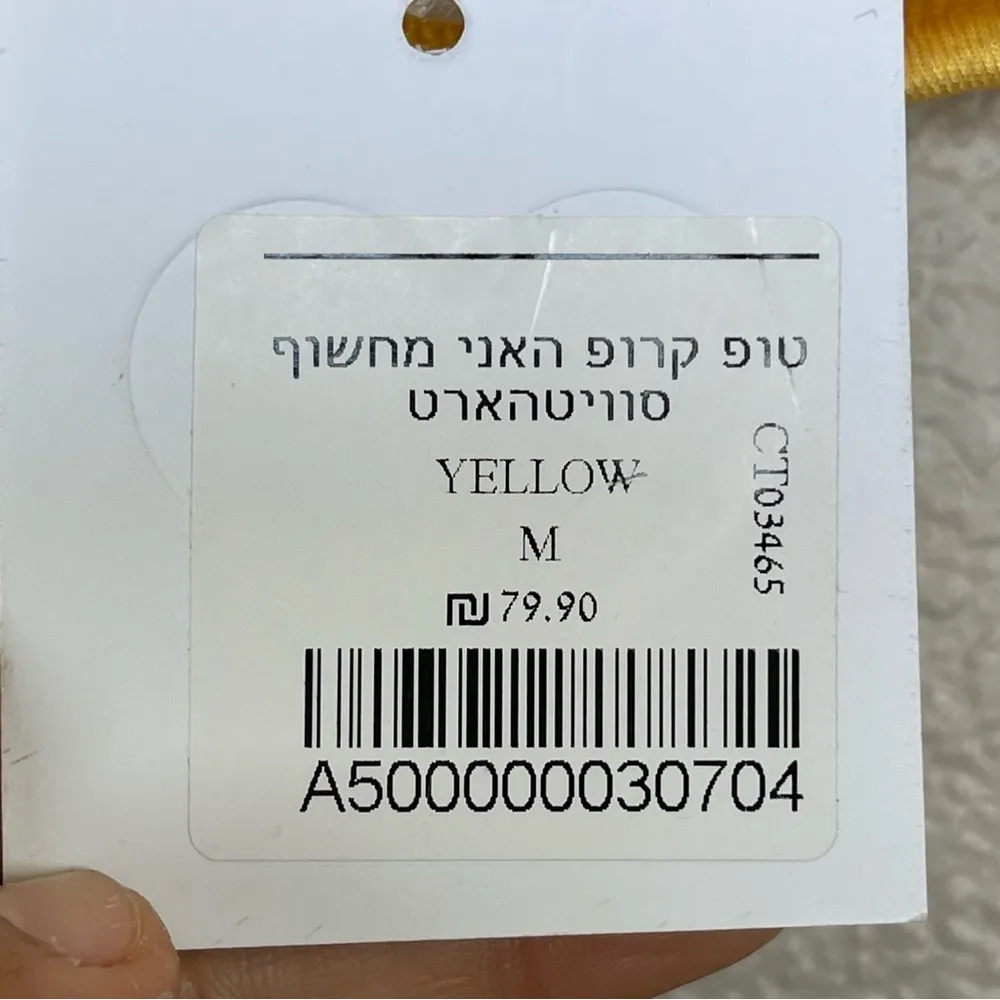 טופ קרופ האני מחשוף
סוויטהארט
YELLOW
M
₪ 79.90
CT03465
A500000030704